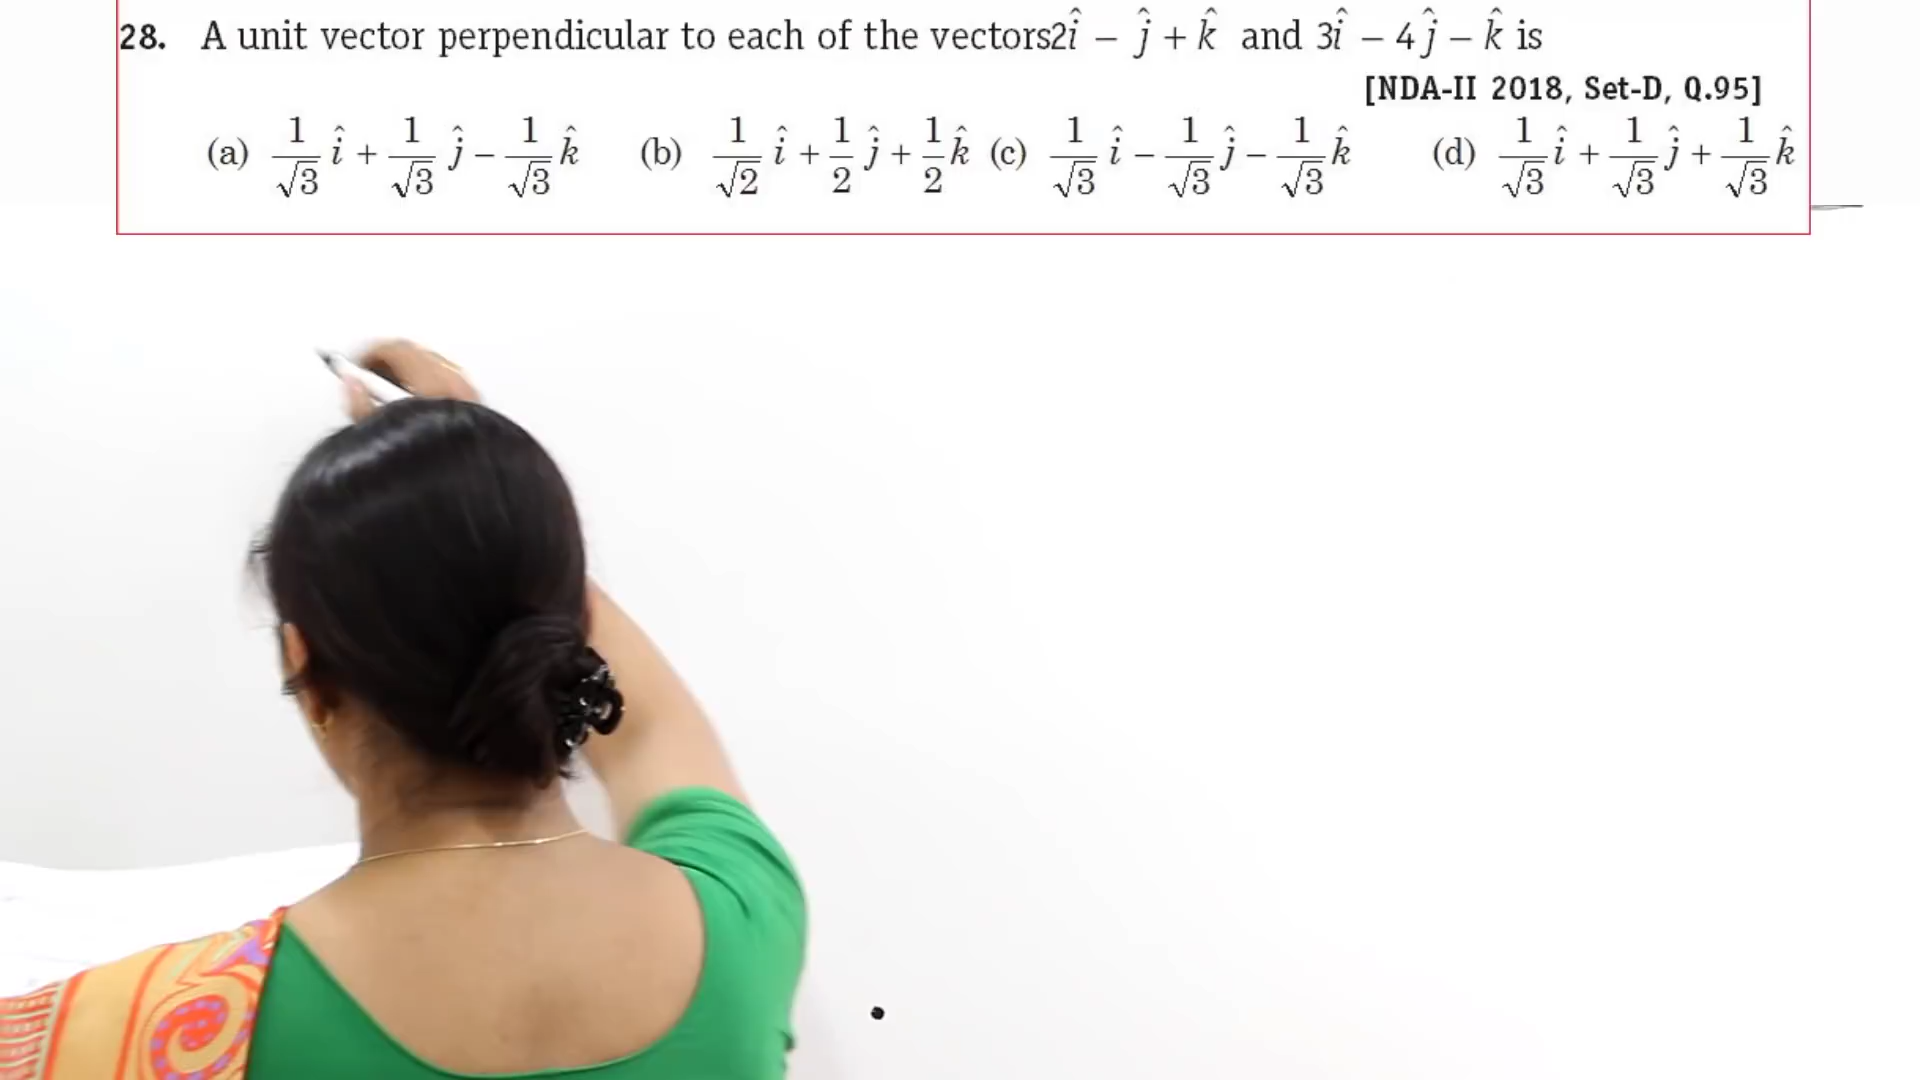 28. A unit vector perpendicular to each of the vectors2î − ĵ + k̂ and 3î − 4ĵ − k̂ is
[NDA-II 2018, Set-D, Q.95]
(a) 1/√3 î + 1/√3 ĵ − 1/√3 k̂ (b) 1/√2 î + 1/2 ĵ + 1/2 k̂ (c) 1/√3 î − 1/√3 ĵ − 1/√3 k̂ (d) 1/√3 î + 1/√3 ĵ + 1/√3 k̂